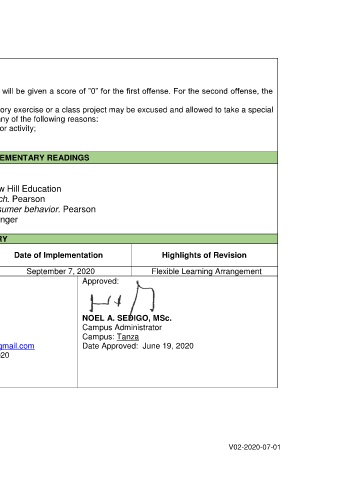 will be given a score of "0" for the first offense. For the second offense, the
ory exercise or a class project may be excused and allowed to take a special
any of the following reasons:
or activity;
EMENTARY READINGS
w Hill Education
ch. Pearson
sumer behavior. Pearson
nger
RY
Date of Implementation Highlights of Revision
September 7, 2020 Flexible Learning Arrangement
Approved:
NOEL A. SEDIGO, MSc.
Campus Administrator
Campus: Tanza
gmail.com Date Approved: June 19, 2020
020
V02-2020-07-01